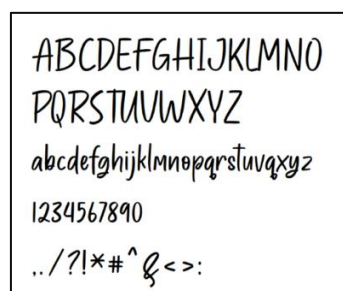 ABCDEFGHIJKLMNO
PQRSTUVWXYZ
abcdefghijklmnopqrstuvqxyz
1234567890
,./?!*#^&<>: